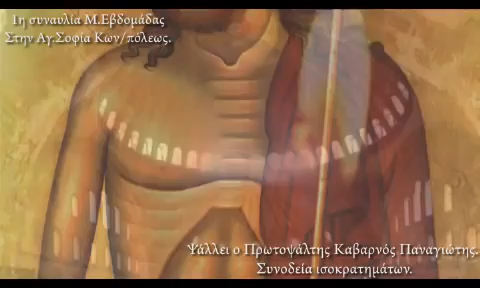 1η συναυλία Μ.Εβδομάδας
Στην Αγ.Σοφία Κων/πόλεως.
Ψάλλει ο Πρωτοψάλτης Καβαρνός Παναγιώτης.
Συνοδεία ισοκρατημάτων.